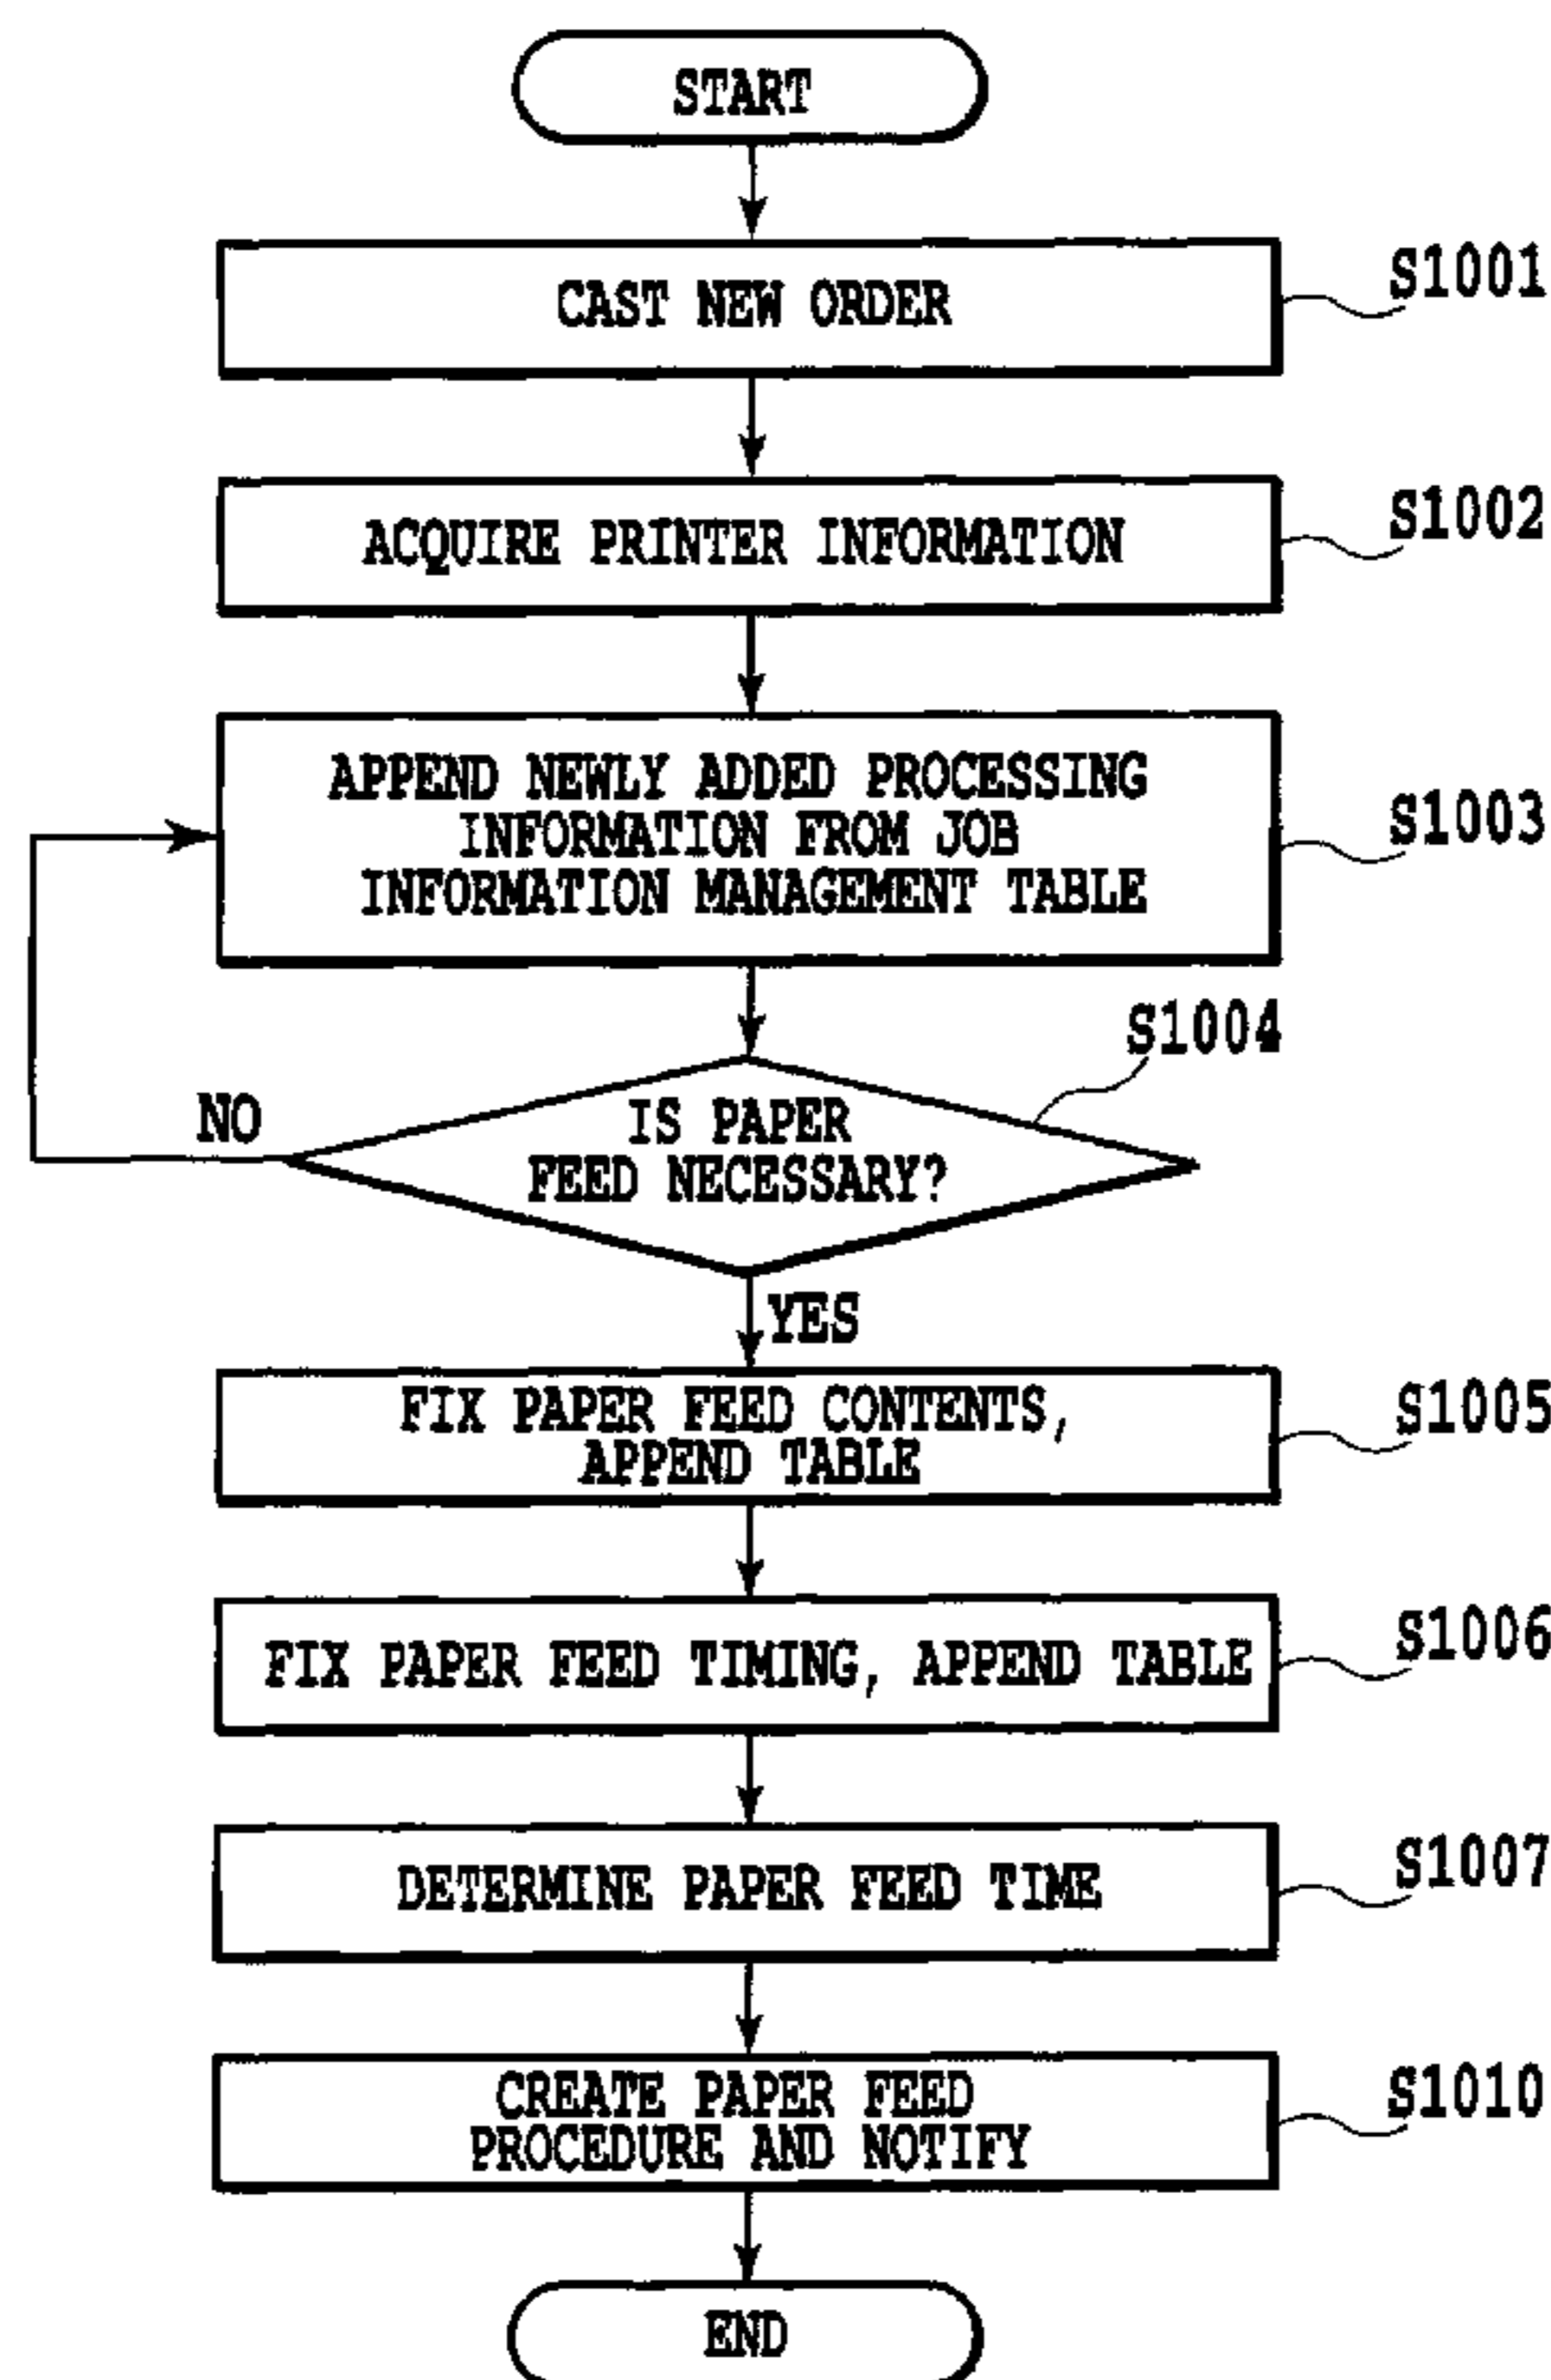 START
CAST NEW ORDER
S1001
ACQUIRE PRINTER INFORMATION
S1002
APPEND NEWLY ADDED PROCESSING
INFORMATION FROM JOB
INFORMATION MANAGEMENT TABLE
S1003
S1004
IS PAPER
FEED NECESSARY?
NO
YES
FIX PAPER FEED CONTENTS,
APPEND TABLE
S1005
FIX PAPER FEED TIMING, APPEND TABLE
S1006
DETERMINE PAPER FEED TIME
S1007
CREATE PAPER FEED
PROCEDURE AND NOTIFY
S1010
END